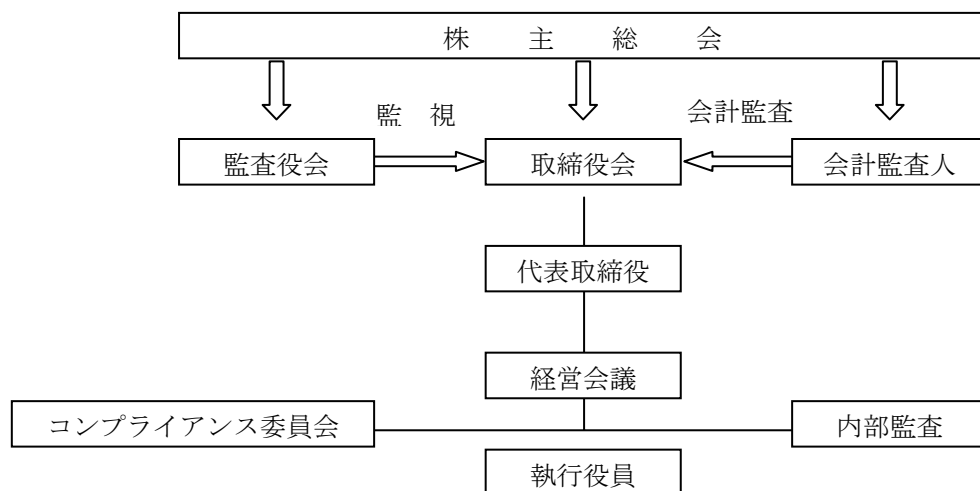 株主総会
監視
会計監査
監査役会
取締役会
会計監査人
代表取締役
経営会議
コンプライアンス委員会
内部監査
執行役員